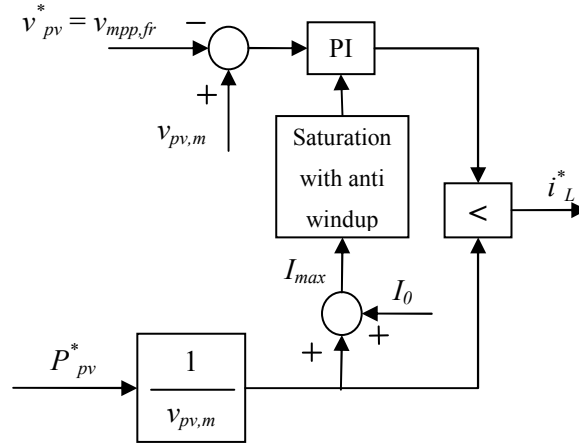 v*pv = vmpp,fr
−
PI
+
vpv,m
Saturation
with anti
windup
<
i*L
Imax
I0
+
+
P*pv
1
vpv,m